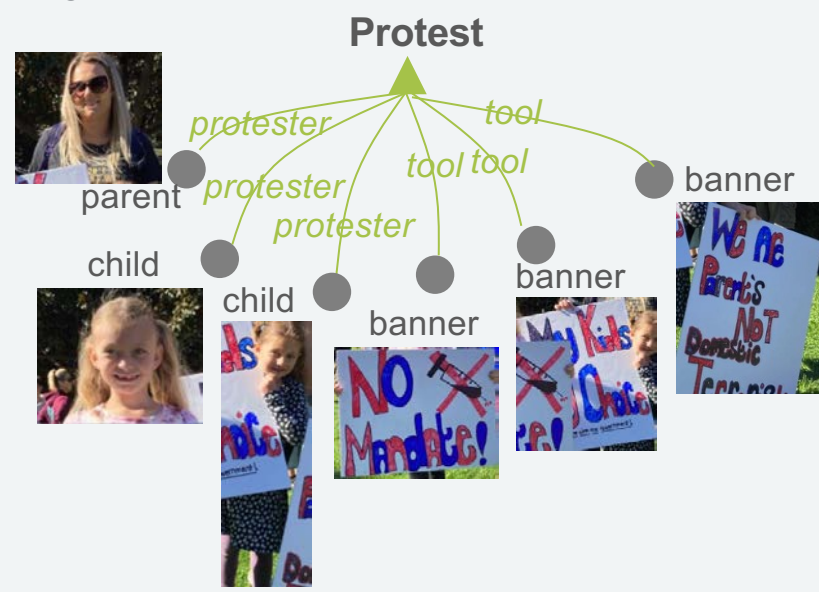 Protest
protester
tool
protester
tool tool
protester
parent
banner
child
child
banner
banner
NO
Mandate!
My Kids
Choice
We Are
Parents
NOT
Domestic